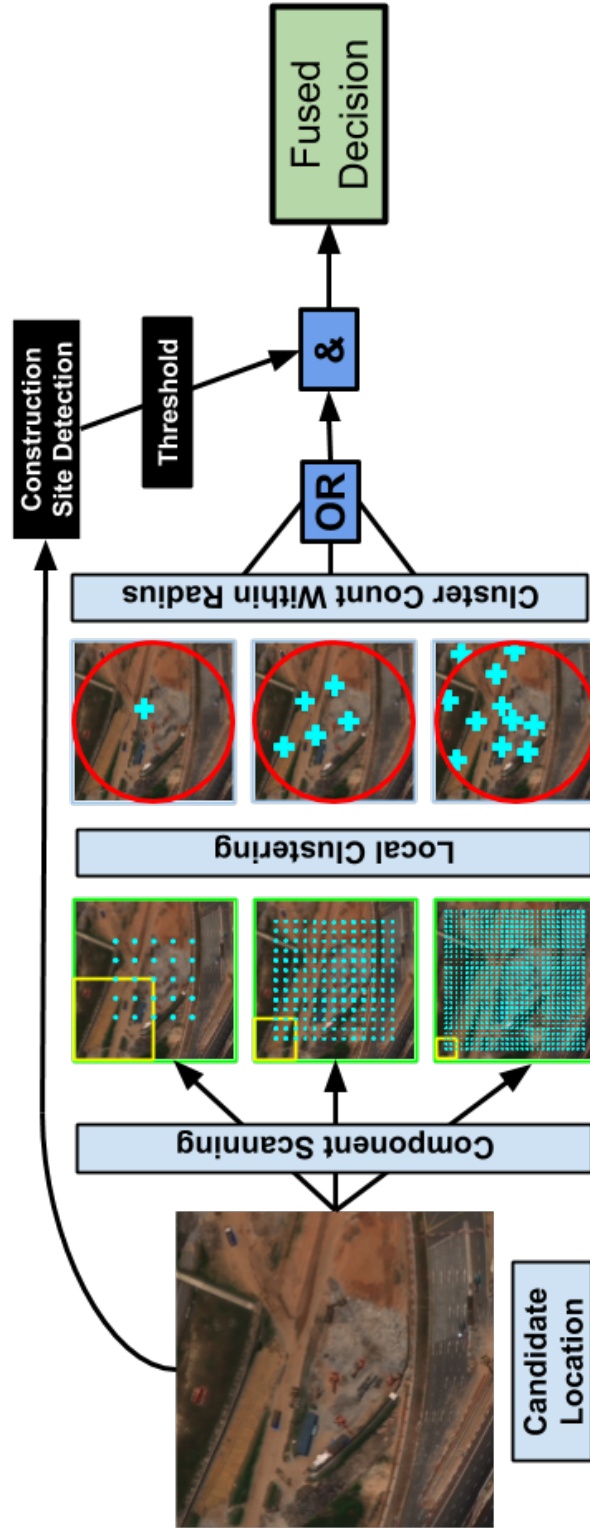 Candidate
Location
Component Scanning
Local Clustering
Cluster Count Within Radius
OR
&
Construction
Site Detection
Threshold
Fused
Decision